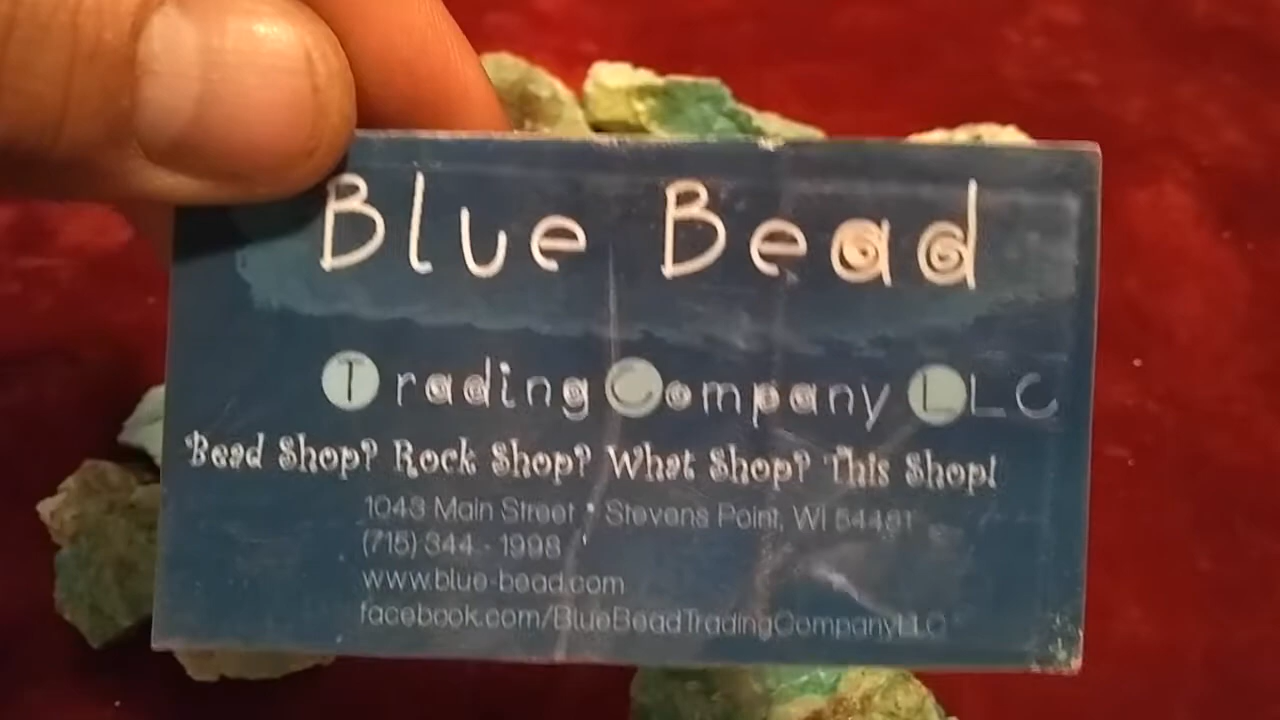 Blue Bead
Trading Company LLC
Bead Shop? Rock Shop? What Shop? This Shop!
1043 Main Street • Stevens Point, WI 54481
(715) 344 - 1998
www.blue-bead.com
facebook.com/BlueBeadTradingCompanyLLC